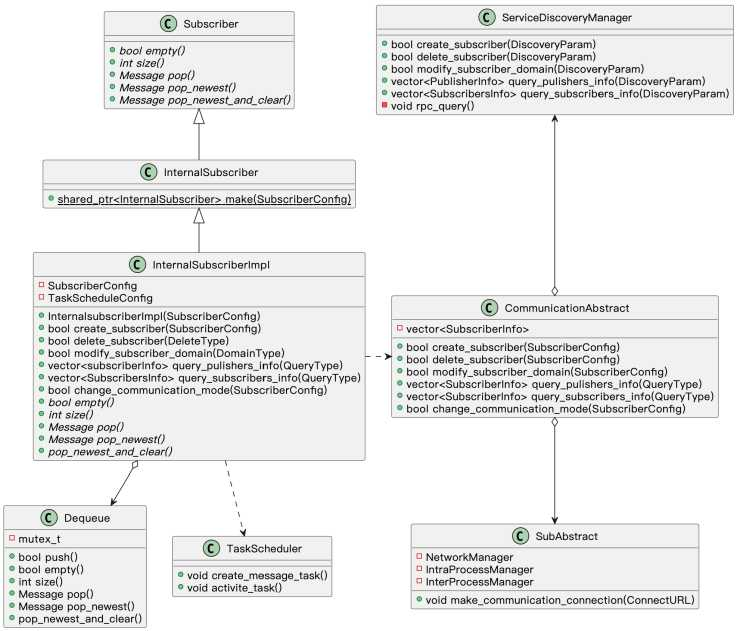 C Subscriber
bool empty()
int size()
Message pop()
Message pop_newest()
Message pop_newest_and_clear()
C ServiceDiscoveryManager
bool create_subscriber(DiscoveryParam)
bool delete_subscriber(DiscoveryParam)
bool modify_subscriber_domain(DiscoveryParam)
vector<PublisherInfo> query_pulishers_info(DiscoveryParam)
vector<SubscribersInfo> query_subscribers_info(DiscoveryParam)
void rpc_query()
C InternalSubscriber
shared_ptr<InternalSubscriber> make(SubscriberConfig)
C InternalSubscriberImpl
SubscriberConfig
TaskScheduleConfig
InternalsubscriberImpl(SubscriberConfig)
bool create_subscriber(SubscriberConfig)
bool delete_subscriber(DeleteType)
bool modify_subscriber_domain(DomainType)
vector<subscriberInfo> query_pulishers_info(QueryType)
vector<SubscribersInfo> query_subscribers_info(QueryType)
bool change_communication_mode(SubscriberConfig)
bool empty()
int size()
Message pop()
Message pop_newest()
pop_newest_and_clear()
C CommunicationAbstract
vector<SubscriberInfo>
bool create_subscriber(SubscriberConfig)
bool delete_subscriber(SubscriberConfig)
bool modify_subscriber_domain(SubscriberConfig)
vector<SubscriberInfo> query_pulishers_info(QueryType)
vector<SubscriberInfo> query_subscribers_info(QueryType)
bool change_communication_mode(SubscriberConfig)
C Dequeue
mutex_t
bool push()
bool empty()
int size()
Message pop()
Message pop_newest()
pop_newest_and_clear()
C TaskScheduler
void create_message_task()
void activite_task()
C SubAbstract
NetworkManager
IntraProcessManager
InterProcessManager
void make_communication_connection(ConnectURL)